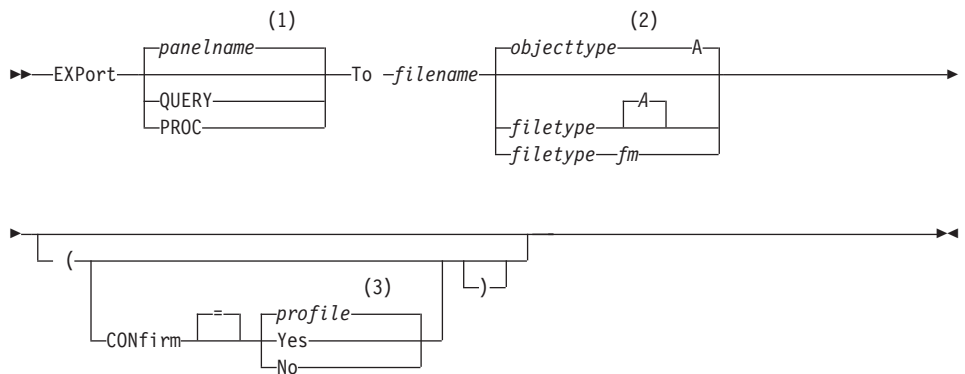 (1) (2)
panelname objecttype A
EXPort To filename
QUERY A
PROC filetype
filetype fm
(
(3) )
= profile
CONfirm Yes
No